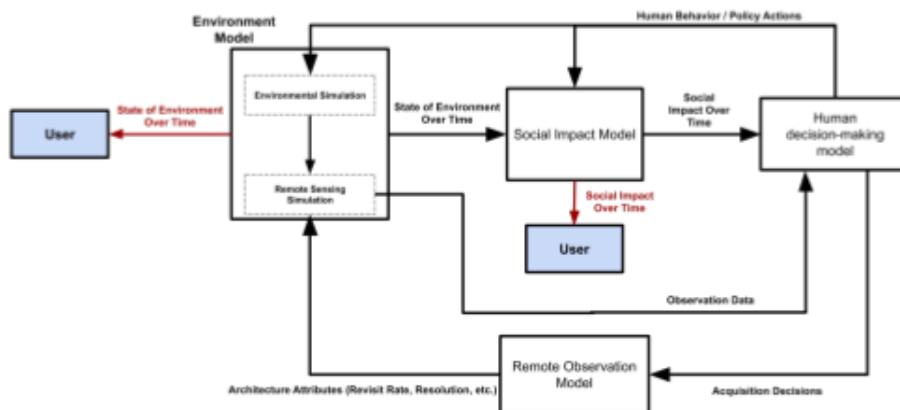 Environment
Model
Human Behavior / Policy Actions
Environmental Simulation
State of Environment
Over Time
User
State of Environment
Over Time
Social Impact Model
Social
Impact Over
Time
Human
decision-making
model
Remote Sensing
Simulation
Social Impact
Over Time
User
Observation Data
Remote Observation
Model
Architecture Attributes (Revisit Rate, Resolution, etc.)
Acquisition Decisions